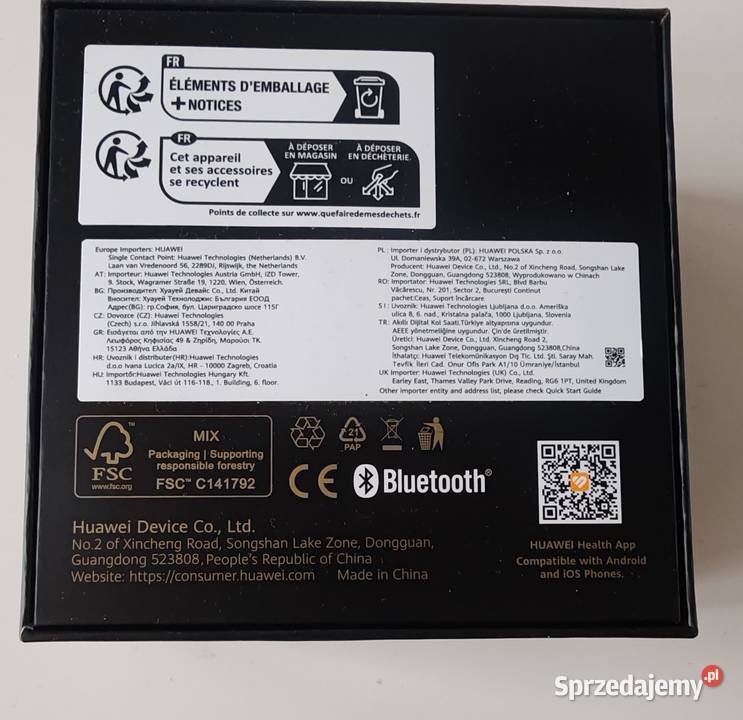 FR
ÉLÉMENTS D'EMBALLAGE
+ NOTICES
FR
Cet appareil
et ses accessoires
se recyclent
À DÉPOSER
EN MAGASIN
OU
À DÉPOSER
EN DÉCHÈTERIE
Points de collecte sur www.quefairedemesdechets.fr
Europe Importers: HUAWEI
Single Contact Point: Huawei Technologies (Netherlands) B.V.
Laan van Vredenoord 56, 2289DJ, Rijswijk, the Netherlands
AT: Importeur: Huawei Technologies Austria GmbH, IZD Tower,
9. Stock, Wagramer Straße 19, 1220, Wien, Österreich.
BG: Производител: Хуауей Девайс Co., Ltd. Китай
Вносител: Хуауей Технолоджис България ЕООД
Адрес(BG): гр.София, бул. Цариградско шосе 115Г
CZ: Dovozce (CZ): Huawei Technologies
(Czech) s.r.o. Jihlavská 1558/21, 140 00 Praha
GR: Εισάγεται από την HUAWEI Τεχνολογίες Α.Ε.
Λεωφόρος Κηφισίας 49 & Ζηρίδη, Μαρούσι ΤΚ.
15123 Αθήνα Ελλάδα
HR: Uvoznik i distributer(HR):Huawei Technologies
d.o.o Ivana Lucica 2a/IX, HR - 10000 Zagreb, Croatia
HU: Importőr:Huawei Technologies Hungary Kft.
1133 Budapest, Váci út 116-118., 1. Building, 6. floor.
PL : Importer i dystrybutor (PL): HUAWEI POLSKA Sp. z o.o.
Ul. Domaniewska 39A, 02-672 Warszawa
Producent: Huawei Device Co., Ltd., No.2 of Xincheng Road, Songshan Lake
Zone, Dongguan, Guangdong 523808, Wyprodukowano w Chinach
RO: Importator: Huawei Technologies SRL, Blvd Barbu
Văcărescu, Nr. 201, Sector 2, București Continut
pachet:Ceas, Suport încărcare
SI: Uvoznik: Huawei Technologies Ljubljana d.o.o. Ameriška
ulica 8, 6. nad., Kristalna palača, 1000 Ljubljana, Slovenia
TR: Akıllı Dijital Kol Saati.Türkiye altyapısına uygundur.
AEEE yönetmeliğine uygundur. Çin'de Üretilmiştir.
Üretici: Huawei Device Co., Ltd. Xincheng Road 2,
Songshan Lake Zone, Dongguan, Guangdong 523808,China
İthalatçı: Huawei Telekomünikasyon Dış Tic. Ltd. Şti. Saray Mah.
Tevfik İleri Cad. Onur Ofis Park A1/10 Ümraniye/İstanbul
UK Importer: Huawei Technologies (UK) Co., Ltd.
Earley East, Thames Valley Park Drive, Reading, RG6 1PT, United Kingdom
Other importer entity and address list, please check Quick Start Guide
FSC
www.fsc.org
MIX
Packaging | Supporting
responsible forestry
FSC™ C141792
21
PAP
CE
Bluetooth®
Huawei Device Co., Ltd.
No.2 of Xincheng Road, Songshan Lake Zone, Dongguan,
Guangdong 523808, People's Republic of China
Website: https://consumer.huawei.com Made in China
HUAWEI Health App
Compatible with Android
and iOS Phones.
Sprzedajemy.pl